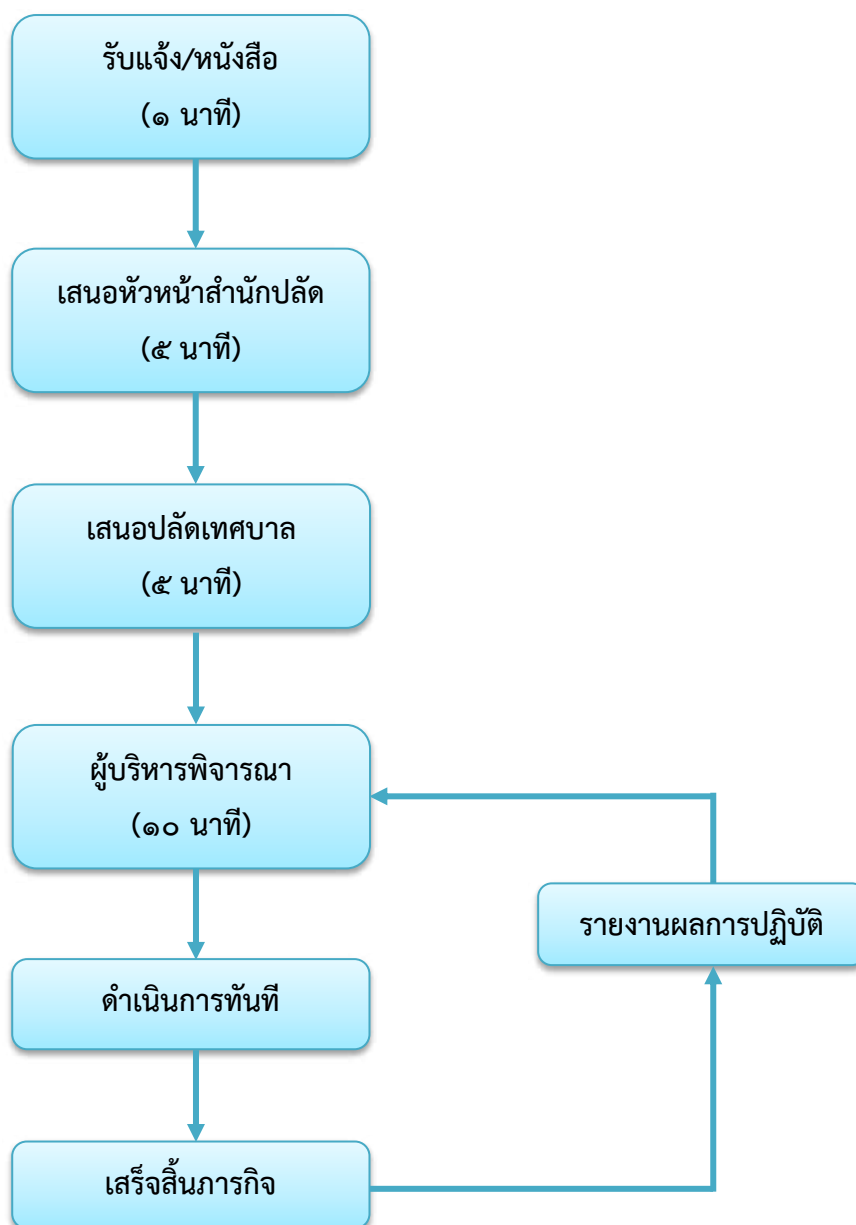 รับแจ้ง/หนังสือ
(๑ นาที)
เสนอหัวหน้าสำนักปลัด
(๕ นาที)
เสนอปลัดเทศบาล
(๕ นาที)
ผู้บริหารพิจารณา
(๑๐ นาที)
รายงานผลการปฏิบัติ
ดำเนินการทันที
เสร็จสิ้นภารกิจ